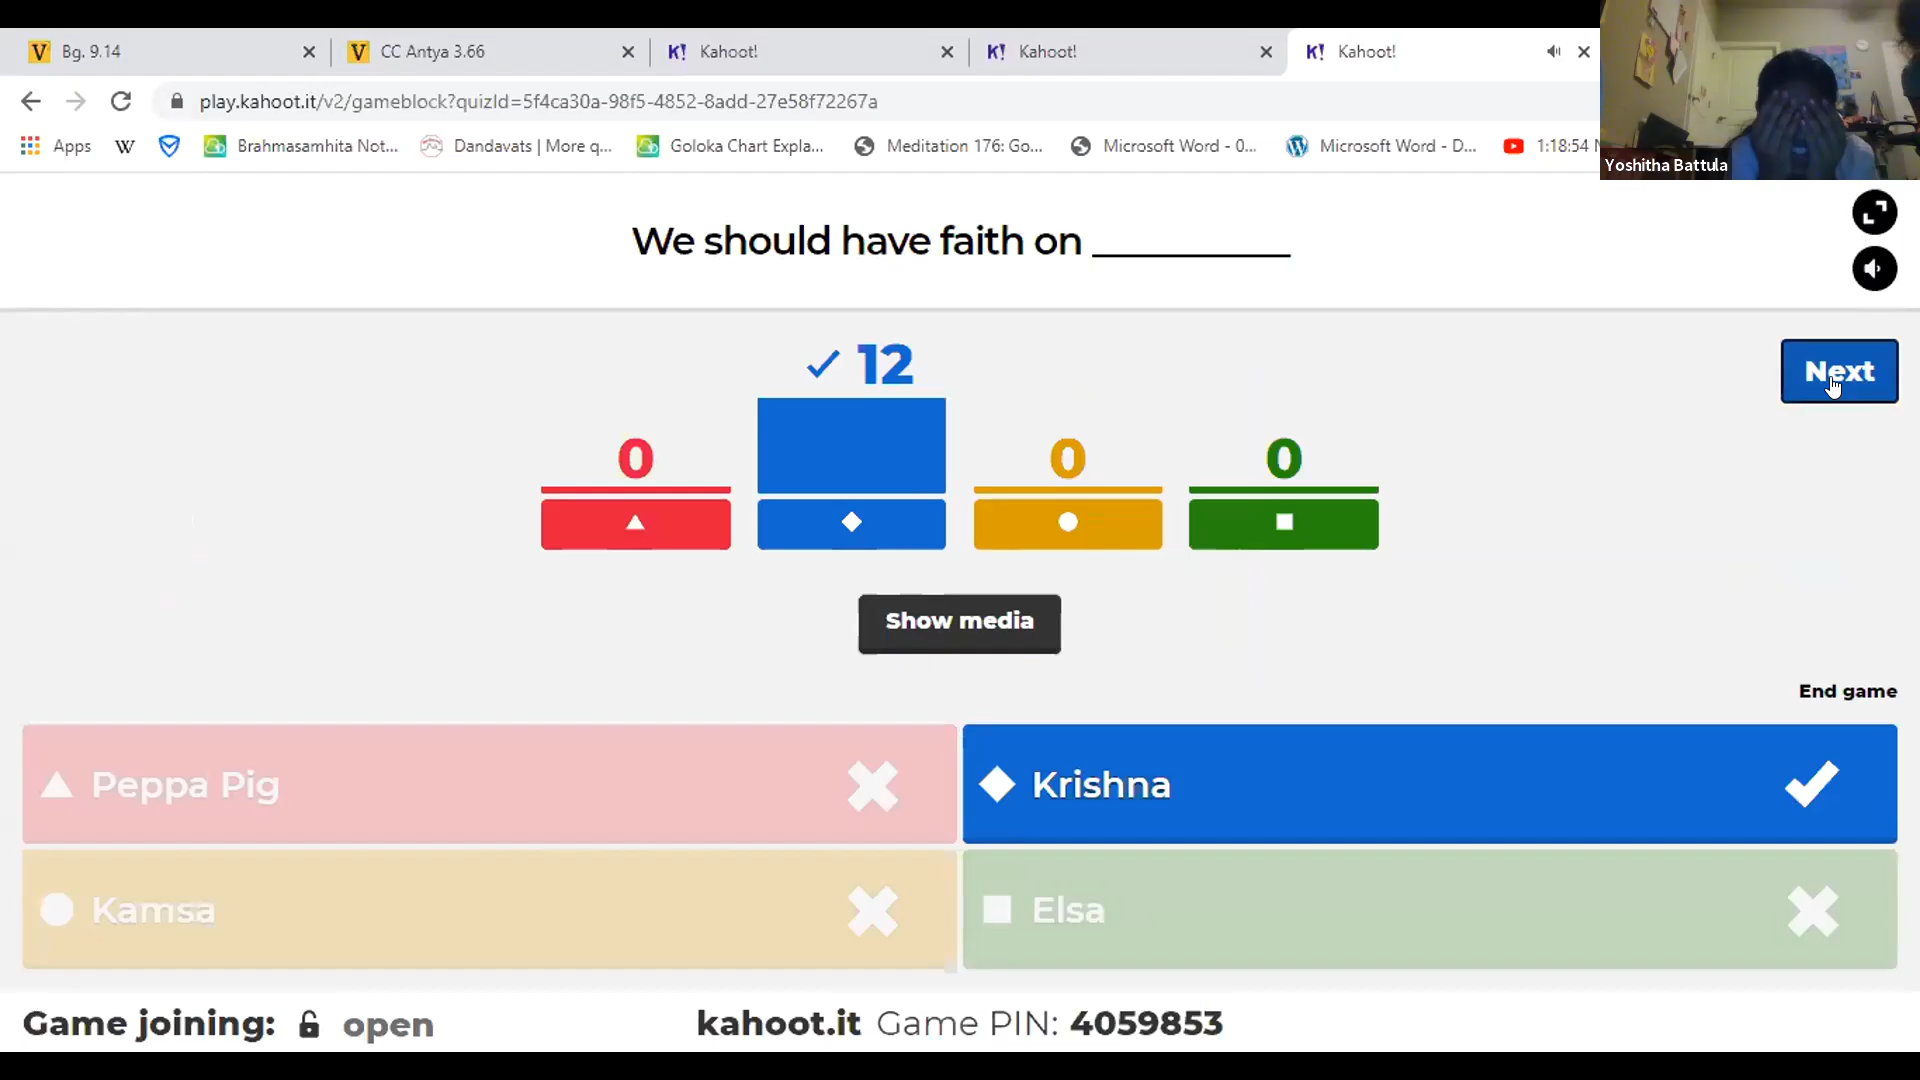 Bg. 9.14
CC Antya 3.66
K! Kahoot!
K! Kahoot!
K! Kahoot!
play.kahoot.it/v2/gameblock?quizId=5f4ca30a-98f5-4852-8add-27e58f72267a
Apps
W
Brahmasamhita Not...
Dandavats | More q...
Goloka Chart Expla...
Meditation 176: Go...
Microsoft Word - 0...
Microsoft Word - D...
1:18:54
Yoshitha Battula
We should have faith on __________
Next
12
0
0
0
Show media
End game
Peppa Pig
Krishna
Kamsa
Elsa
Game joining: open
kahoot.it Game PIN: 4059853